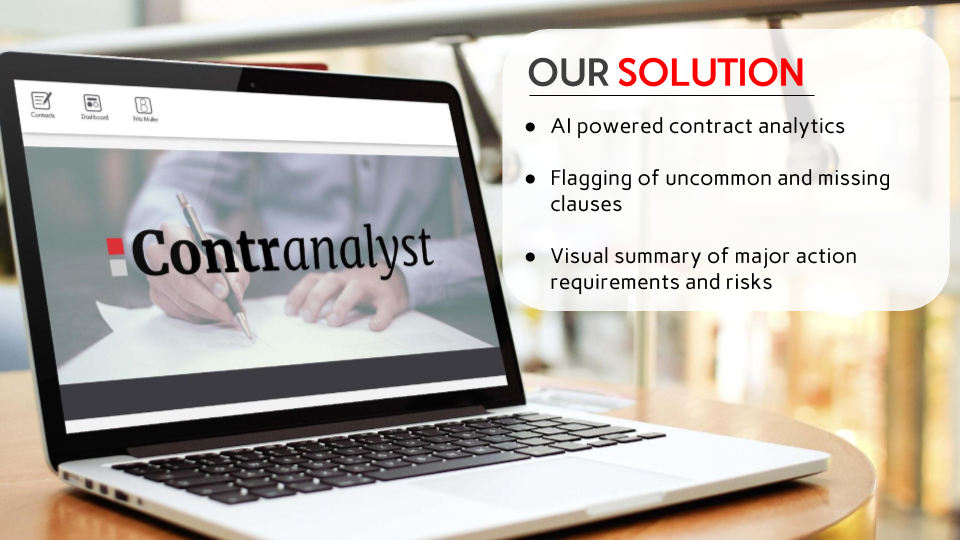 OUR SOLUTION
● AI powered contract analytics
● Flagging of uncommon and missing
clauses
● Visual summary of major action
requirements and risks
Contracts
Dashboard
Fritz Muller
Contranalyst